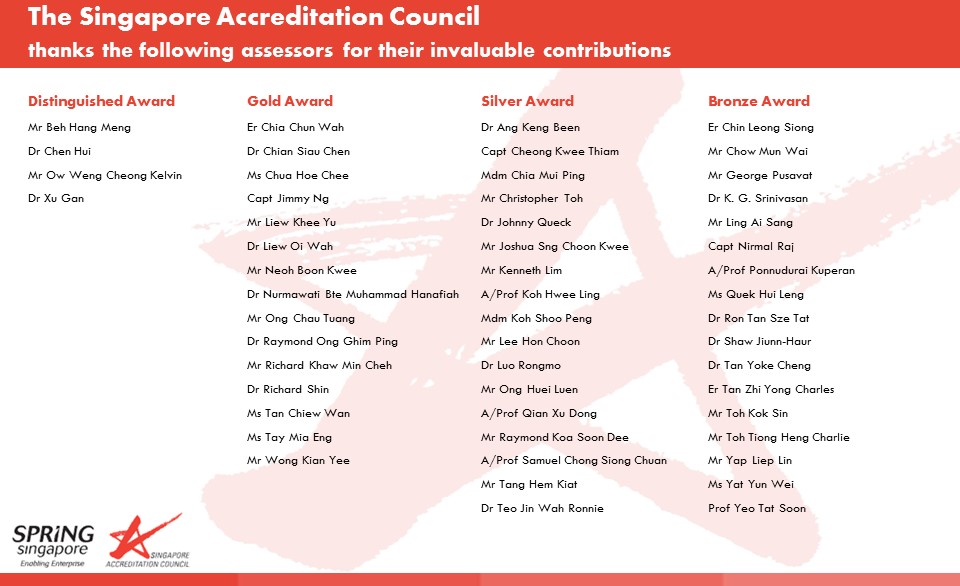 The Singapore Accreditation Council
thanks the following assessors for their invaluable contributions
Distinguished Award
Mr Beh Hang Meng
Dr Chen Hui
Mr Ow Weng Cheong Kelvin
Dr Xu Gan
Gold Award
Er Chia Chun Wah
Dr Chian Siau Chen
Ms Chua Hoe Chee
Capt Jimmy Ng
Mr Liew Khee Yu
Dr Liew Oi Wah
Mr Neoh Boon Kwee
Dr Nurmawati Bte Muhammad Hanafiah
Mr Ong Chau Tuang
Dr Raymond Ong Ghim Ping
Mr Richard Khaw Min Cheh
Dr Richard Shin
Ms Tan Chiew Wan
Ms Tay Mia Eng
Mr Wong Kian Yee
Silver Award
Dr Ang Keng Been
Capt Cheong Kwee Thiam
Mdm Chia Mui Ping
Mr Christopher Toh
Dr Johnny Queck
Mr Joshua Sng Choon Kwee
Mr Kenneth Lim
A/Prof Koh Hwee Ling
Mdm Koh Shoo Peng
Mr Lee Hon Choon
Dr Luo Rongmo
Mr Ong Huei Luen
A/Prof Qian Xu Dong
Mr Raymond Koa Soon Dee
A/Prof Samuel Chong Siong Chuan
Mr Tang Hem Kiat
Dr Teo Jin Wah Ronnie
Bronze Award
Er Chin Leong Siong
Mr Chow Mun Wai
Mr George Pusavat
Dr K. G. Srinivasan
Mr Ling Ai Sang
Capt Nirmal Raj
A/Prof Ponnudurai Kuperan
Ms Quek Hui Leng
Dr Ron Tan Sze Tat
Dr Shaw Jiunn-Haur
Dr Tan Yoke Cheng
Er Tan Zhi Yong Charles
Mr Toh Kok Sin
Mr Toh Tiong Heng Charlie
Mr Yap Liep Lin
Ms Yat Yun Wei
Prof Yeo Tat Soon
SPRiNG
singapore
Enabling Enterprise
SINGAPORE
ACCREDITATION COUNCIL